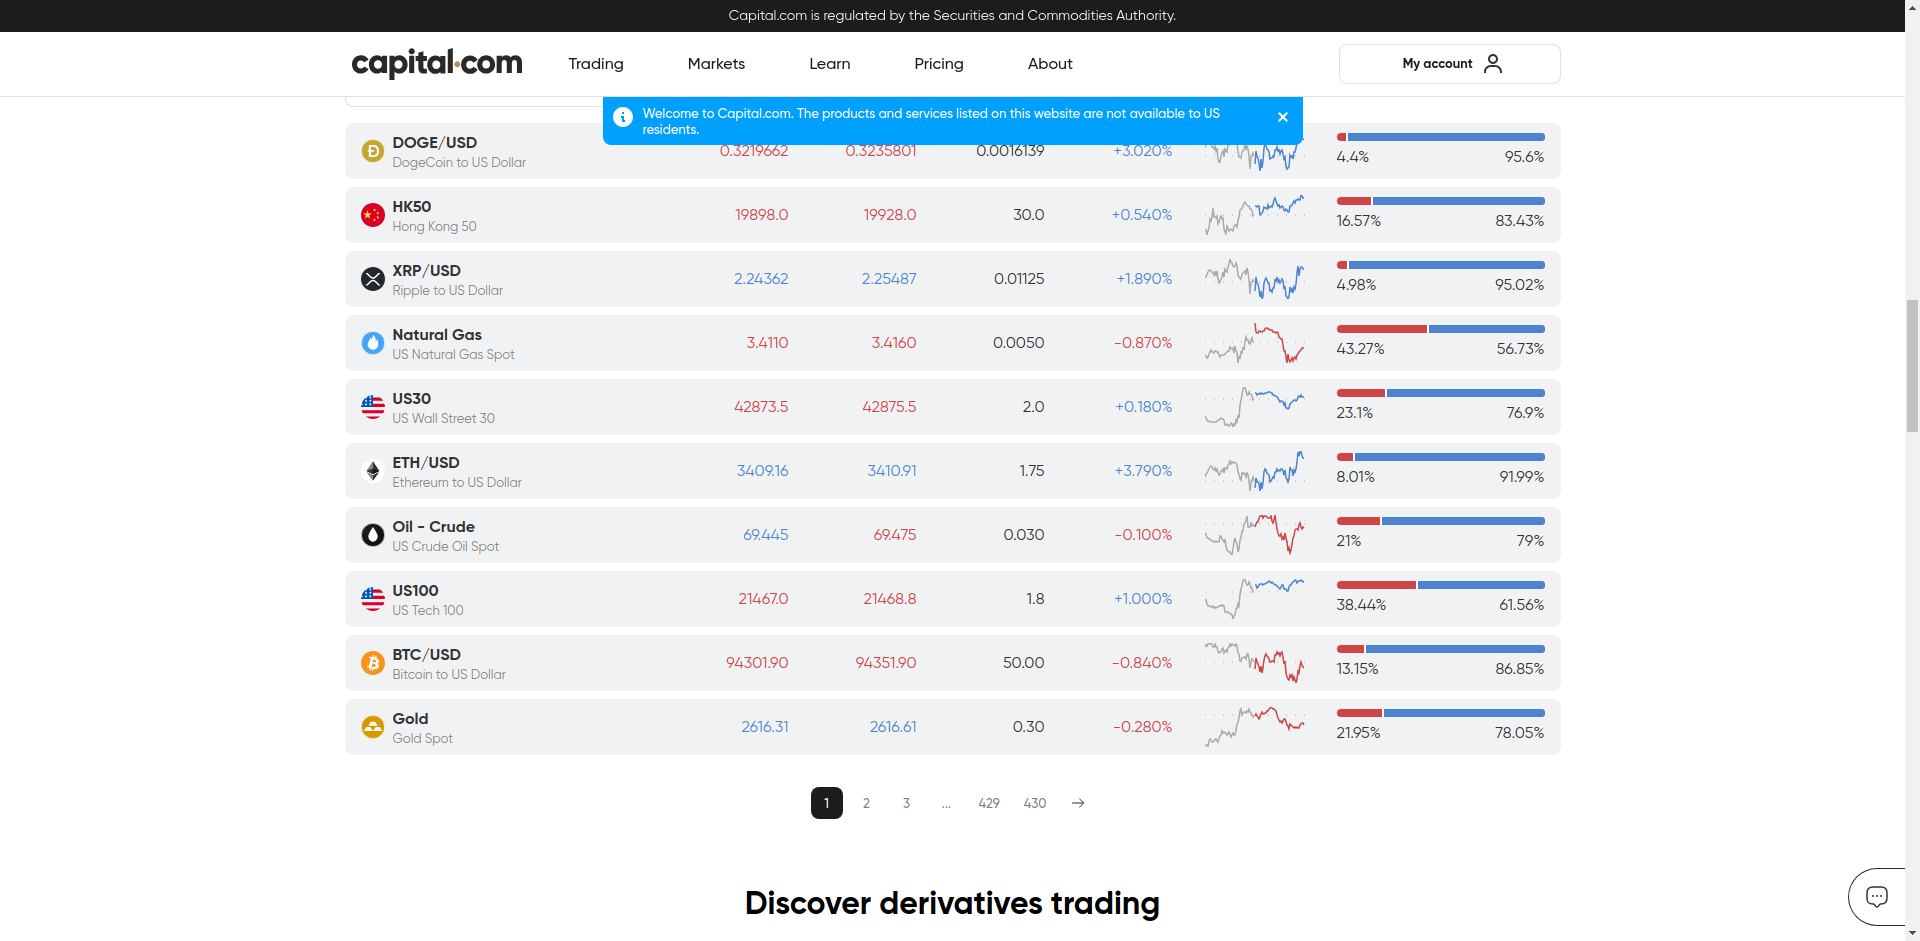 Capital.com is regulated by the Securities and Commodities Authority.
capital.com
Trading
Markets
Learn
Pricing
About
My account
Welcome to Capital.com. The products and services listed on this website are not available to US
residents.
DOGE/USD
DogeCoin to US Dollar
0.3219662
0.3235801
0.0016139
+3.020%
4.4%
95.6%
HK50
Hong Kong 50
19898.0
19928.0
30.0
+0.540%
16.57%
83.43%
XRP/USD
Ripple to US Dollar
2.24362
2.25487
0.01125
+1.890%
4.98%
95.02%
Natural Gas
US Natural Gas Spot
3.4110
3.4160
0.0050
-0.870%
43.27%
56.73%
US30
US Wall Street 30
42873.5
42875.5
2.0
+0.180%
23.1%
76.9%
ETH/USD
Ethereum to US Dollar
3409.16
3410.91
1.75
+3.790%
8.01%
91.99%
Oil - Crude
US Crude Oil Spot
69.445
69.475
0.030
-0.100%
21%
79%
US100
US Tech 100
21467.0
21468.8
1.8
+1.000%
38.44%
61.56%
BTC/USD
Bitcoin to US Dollar
94301.90
94351.90
50.00
-0.840%
13.15%
86.85%
Gold
Gold Spot
2616.31
2616.61
0.30
-0.280%
21.95%
78.05%
1
2
3
...
429
430
Discover derivatives trading